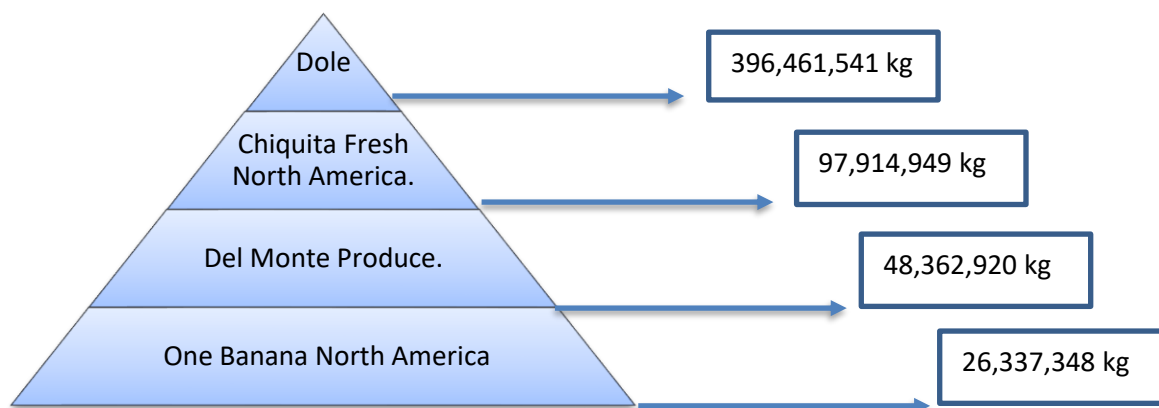 Dole
396,461,541 kg
Chiquita Fresh
North America.
97,914,949 kg
Del Monte Produce.
48,362,920 kg
One Banana North America
26,337,348 kg